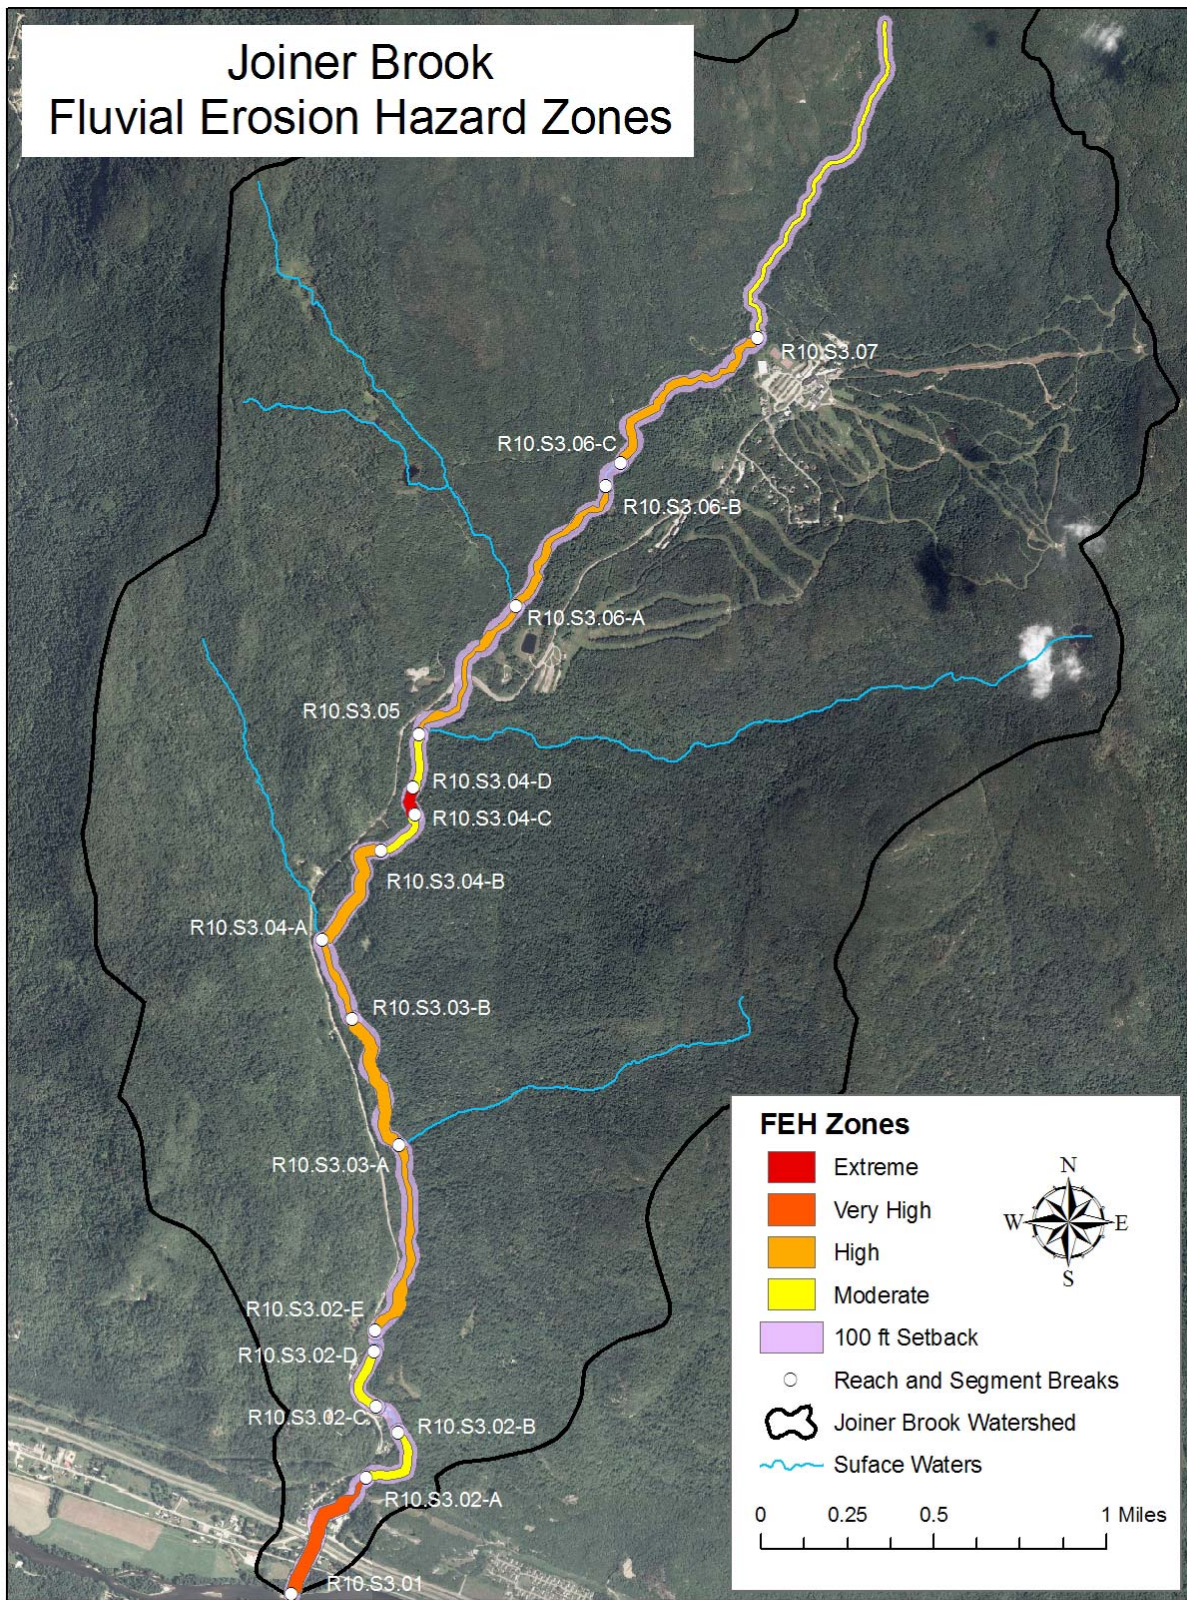 Joiner Brook
Fluvial Erosion Hazard Zones
R10.S3.07
R10.S3.06-C
R10.S3.06-B
R10.S3.06-A
R10.S3.05
R10.S3.04-D
R10.S3.04-C
R10.S3.04-B
R10.S3.04-A
R10.S3.03-B
R10.S3.03-A
R10.S3.02-E
R10.S3.02-D
R10.S3.02-C
R10.S3.02-B
R10.S3.02-A
R10.S3.01
FEH Zones
Extreme
Very High
High
Moderate
100 ft Setback
Reach and Segment Breaks
Joiner Brook Watershed
Suface Waters
N
W E
S
0 0.25 0.5 1 Miles